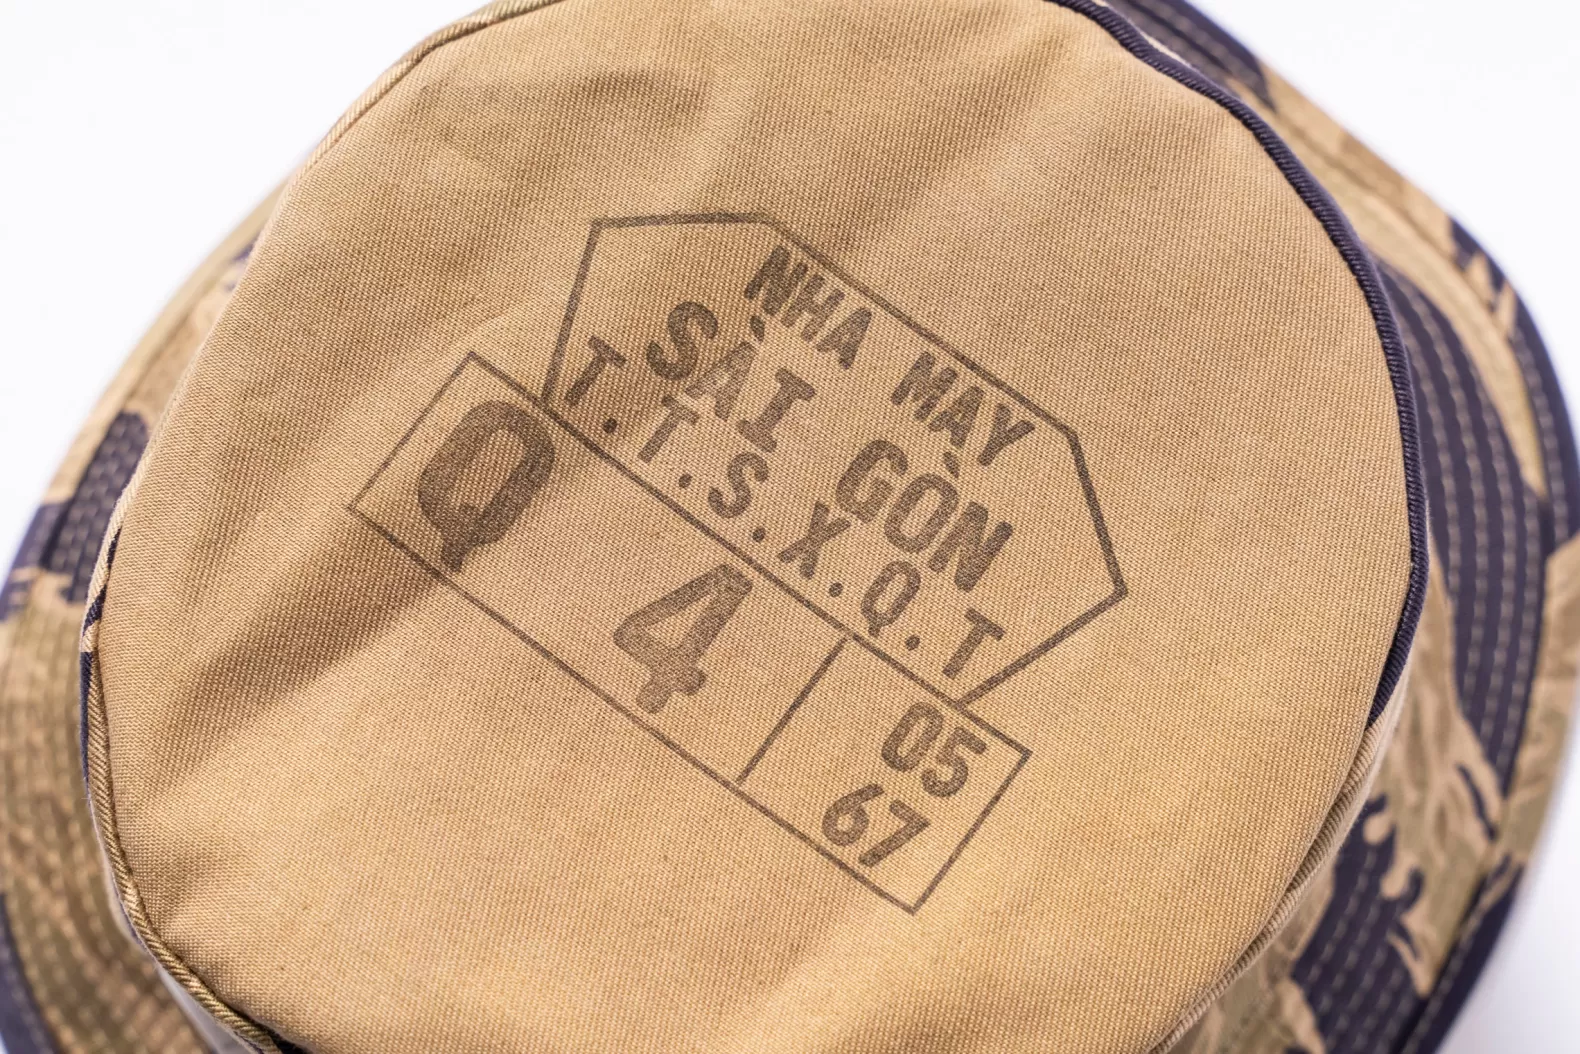 NHA MAY
SÀI GÒN
T.T.S.X.Q.T
Q 4
05
67